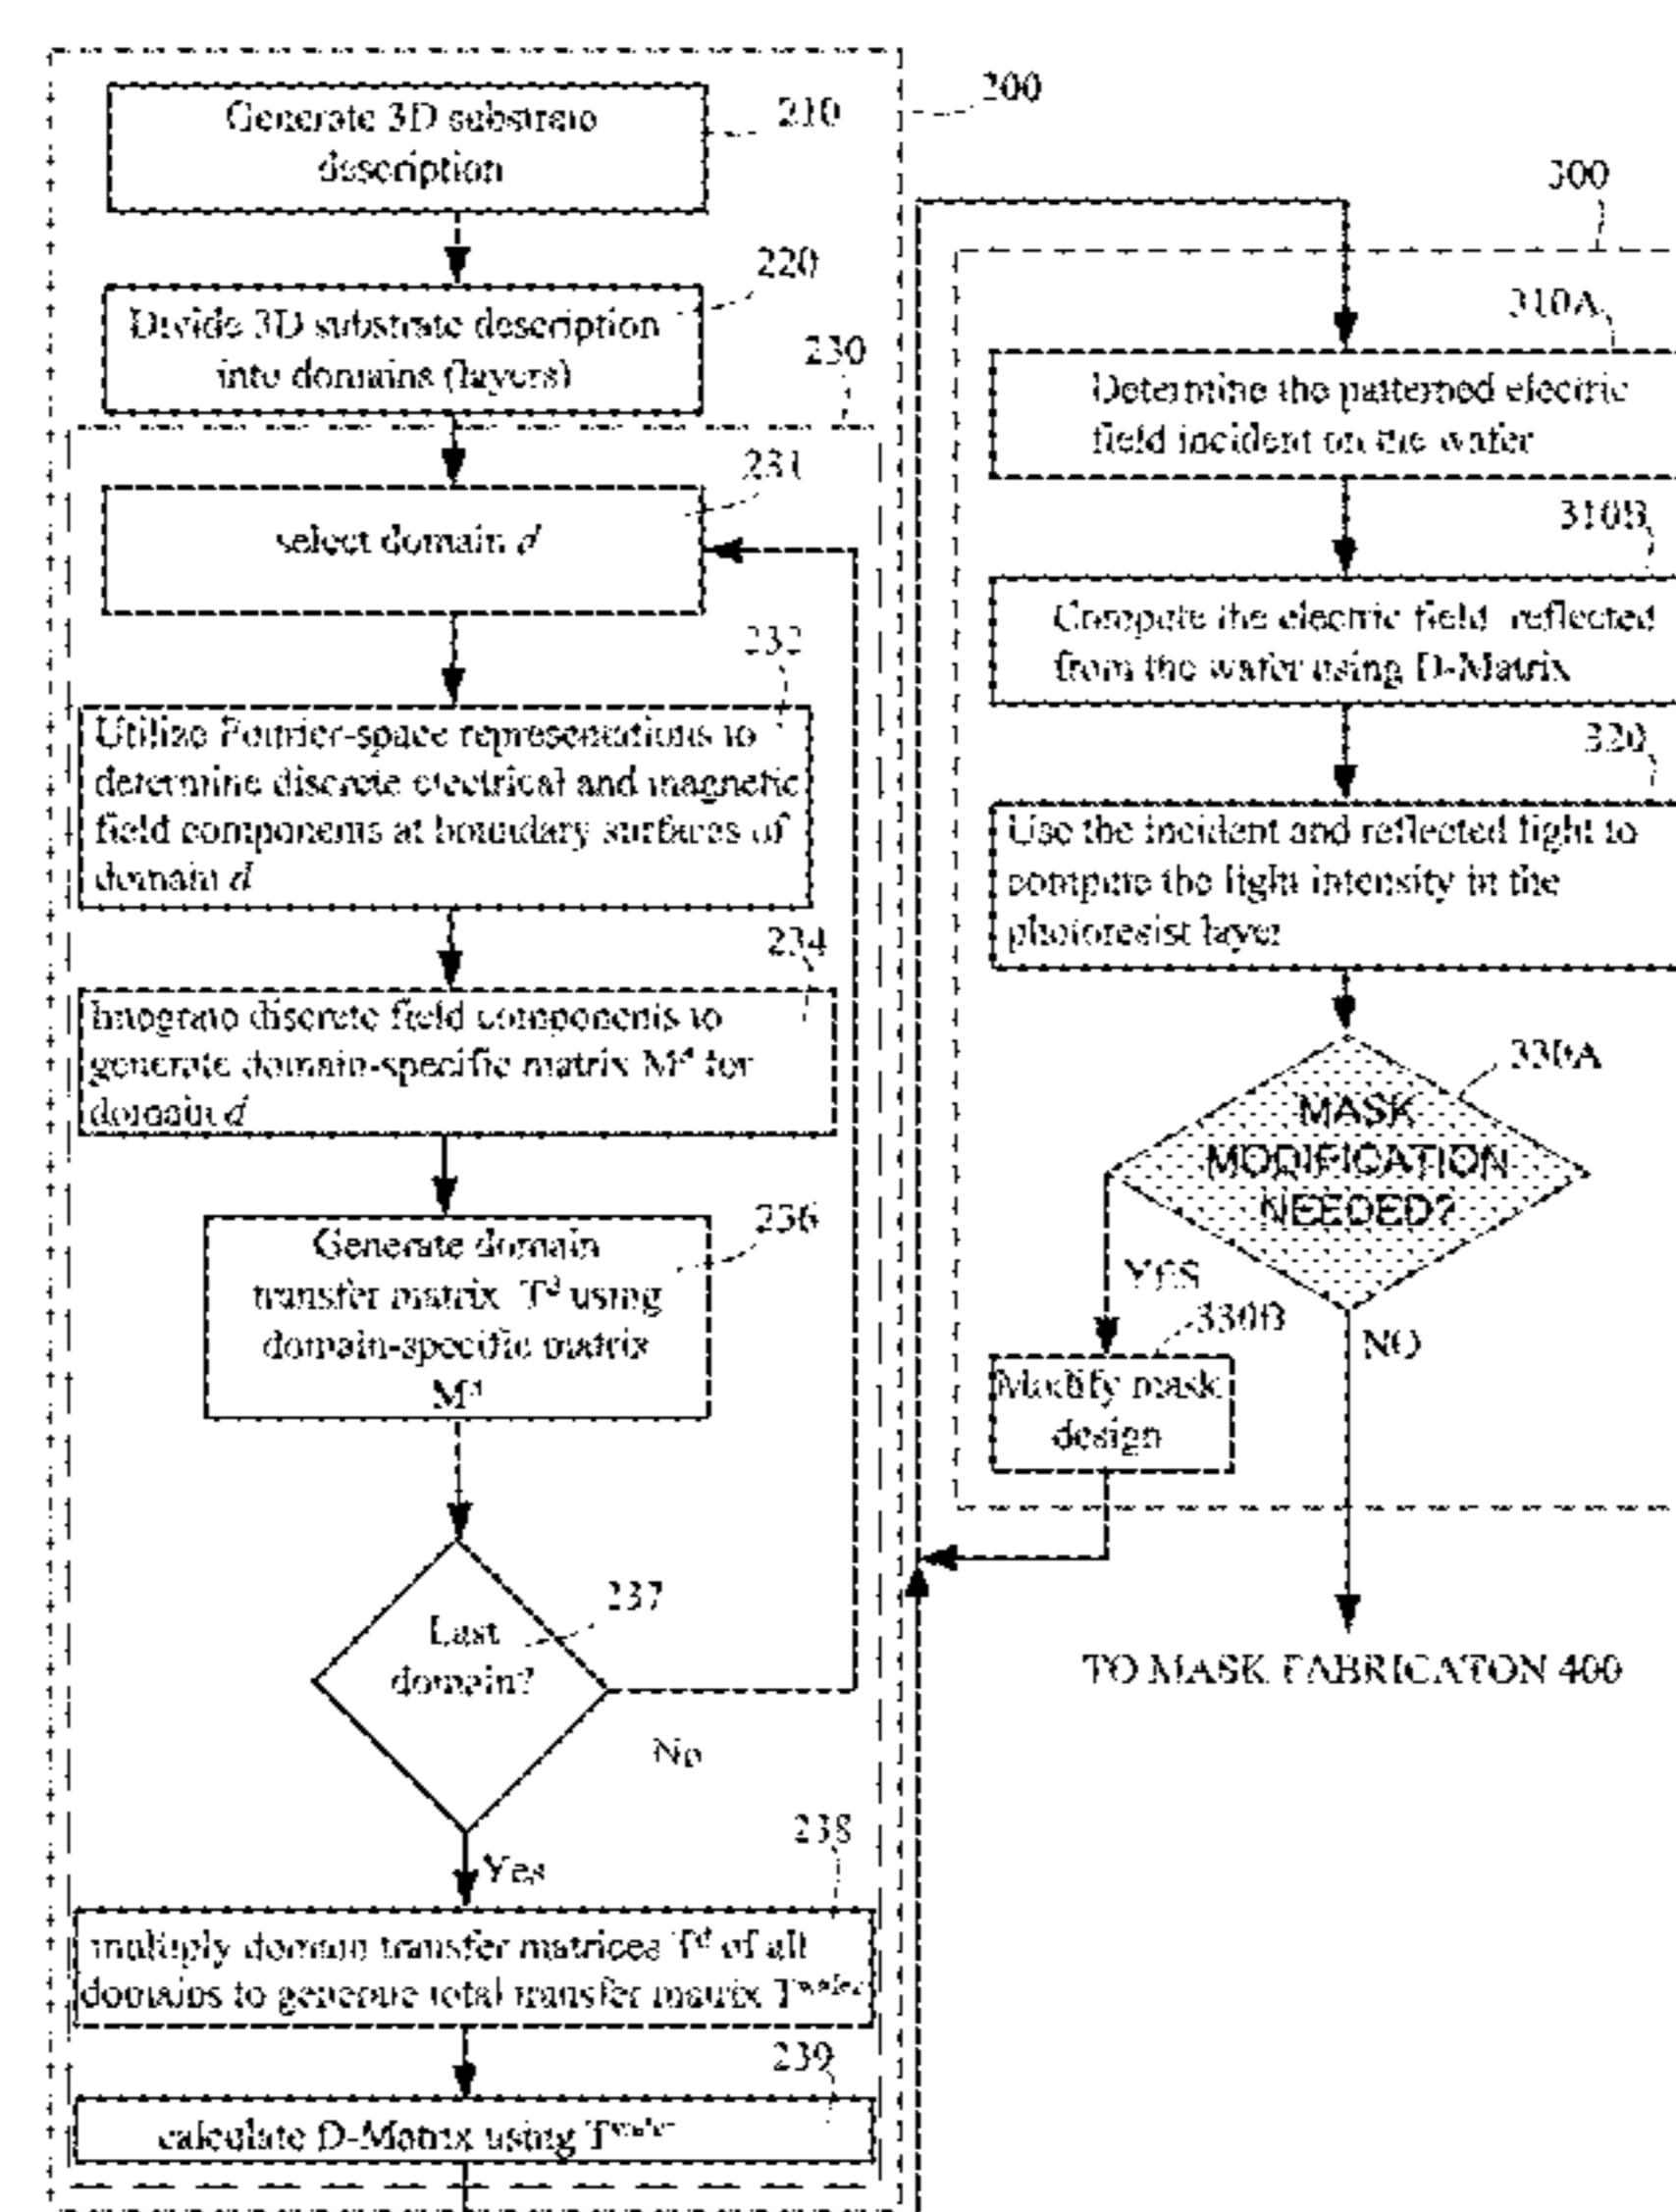 200
Generate 3D substrate
description
210
220
Divide 3D substrate description
into domains (layers)
230
231
select domain d
232
Utilize Fourier-space representations to
determine discrete electrical and magnetic
field components at boundary surfaces of
domain d
234
Integrate discrete field components to
generate domain-specific matrix Mᵈ for
domain d
236
Generate domain
transfer matrix Tᵈ using
domain-specific matrix
Mᵈ
237
Last
domain?
No
Yes
238
multiply domain transfer matrices Tᵈ of all
domains to generate total transfer matrix Tʷᵃᶠᵉʳ
239
calculate D-Matrix using Tʷᵃᶠᵉʳ
300
310A
Determine the patterned electric
field incident on the wafer
310B
Compute the electric field reflected
from the wafer using D-Matrix
320
Use the incident and reflected light to
compute the light intensity in the
photoresist layer
330A
MASK
MODIFICATION
NEEDED?
YES
330B
NO
Modify mask
design
TO MASK FABRICATON 400